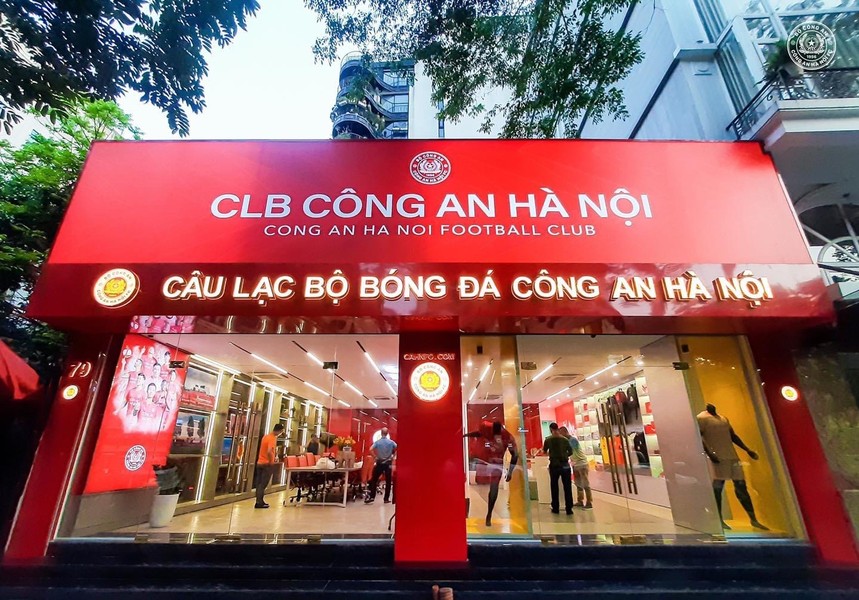 CLB CÔNG AN HÀ NỘI
CONG AN HA NOI FOOTBALL CLUB
CÂU LẠC BỘ BÓNG ĐÁ CÔNG AN HÀ NỘI
79
CAHNFC.COM